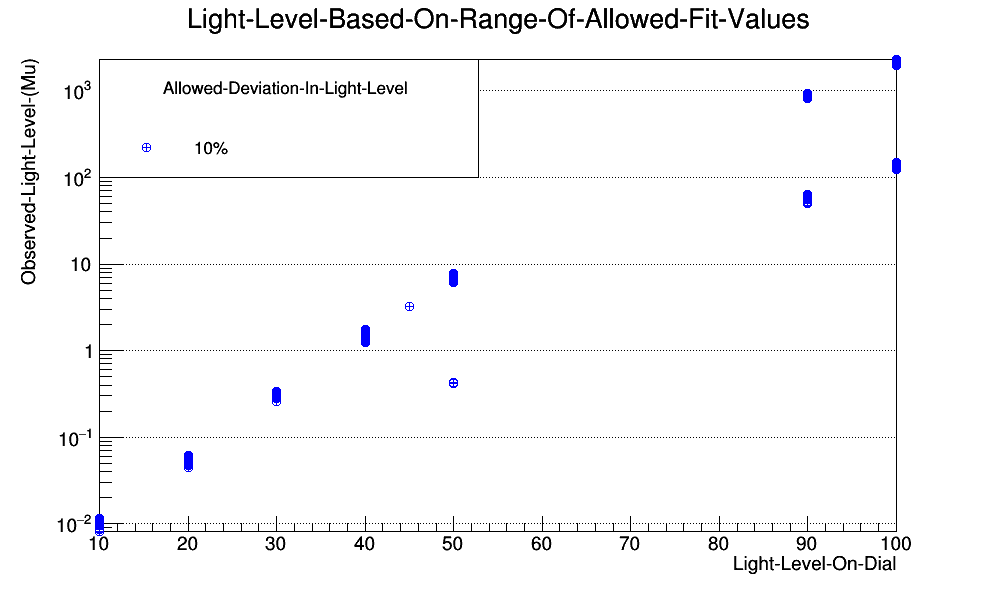 Light-Level-Based-On-Range-Of-Allowed-Fit-Values
Observed-Light-Level-(Mu)
Allowed-Deviation-In-Light-Level
10%
10³
10²
10
1
10⁻¹
10⁻²
10 20 30 40 50 60 70 80 90 100
Light-Level-On-Dial